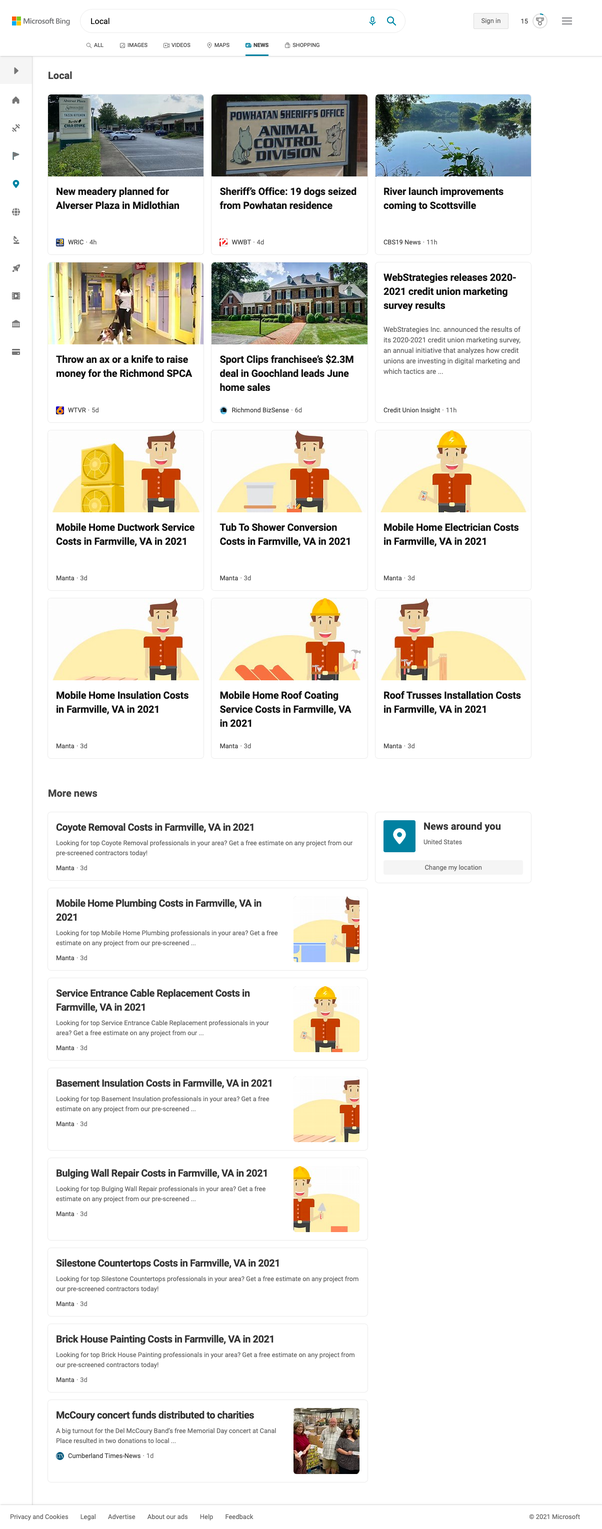 Microsoft Bing
Local
Sign in
15
ALL
IMAGES
VIDEOS
MAPS
NEWS
SHOPPING
Local
POWHATAN SHERIFF'S OFFICE
ANIMAL
CONTROL
DIVISION
New meadery planned for
Alverser Plaza in Midlothian
WRIC · 4h
Sheriff's Office: 19 dogs seized
from Powhatan residence
WWBT · 4d
River launch improvements
coming to Scottsville
CBS19 News · 11h
Throw an ax or a knife to raise
money for the Richmond SPCA
WTVR · 5d
Sport Clips franchisee's $2.3M
deal in Goochland leads June
home sales
Richmond BizSense · 6d
WebStrategies releases 2020-
2021 credit union marketing
survey results
WebStrategies Inc. announced the results of
its 2020-2021 credit union marketing survey,
an annual initiative that analyzes how credit
unions are investing in digital marketing and
which tactics are ...
Credit Union Insight · 11h
Mobile Home Ductwork Service
Costs in Farmville, VA in 2021
Manta · 3d
Tub To Shower Conversion
Costs in Farmville, VA in 2021
Manta · 3d
Mobile Home Electrician Costs
in Farmville, VA in 2021
Manta · 3d
Mobile Home Insulation Costs
in Farmville, VA in 2021
Manta · 3d
Mobile Home Roof Coating
Service Costs in Farmville, VA
in 2021
Manta · 3d
Roof Trusses Installation Costs
in Farmville, VA in 2021
Manta · 3d
More news
Coyote Removal Costs in Farmville, VA in 2021
Looking for top Coyote Removal professionals in your area? Get a free estimate on any project from our
pre-screened contractors today!
Manta · 3d
News around you
United States
Change my location
Mobile Home Plumbing Costs in Farmville, VA in
2021
Looking for top Mobile Home Plumbing professionals in your area? Get a free
estimate on any project from our pre-screened ...
Manta · 3d
Service Entrance Cable Replacement Costs in
Farmville, VA in 2021
Looking for top Service Entrance Cable Replacement professionals in your
area? Get a free estimate on any project from our ...
Manta · 3d
Basement Insulation Costs in Farmville, VA in 2021
Looking for top Basement Insulation professionals in your area? Get a free
estimate on any project from our pre-screened ...
Manta · 3d
Bulging Wall Repair Costs in Farmville, VA in 2021
Looking for top Bulging Wall Repair professionals in your area? Get a free
estimate on any project from our pre-screened ...
Manta · 3d
Silestone Countertops Costs in Farmville, VA in 2021
Looking for top Silestone Countertops professionals in your area? Get a free estimate on any project from
our pre-screened contractors today!
Manta · 3d
Brick House Painting Costs in Farmville, VA in 2021
Looking for top Brick House Painting professionals in your area? Get a free estimate on any project from
our pre-screened contractors today!
Manta · 3d
McCoury concert funds distributed to charities
A big turnout for the Del McCoury Band's free Memorial Day concert at Canal
Place resulted in two donations to local ...
Cumberland Times-News · 1d
Privacy and Cookies
Legal
Advertise
About our ads
Help
Feedback
© 2021 Microsoft